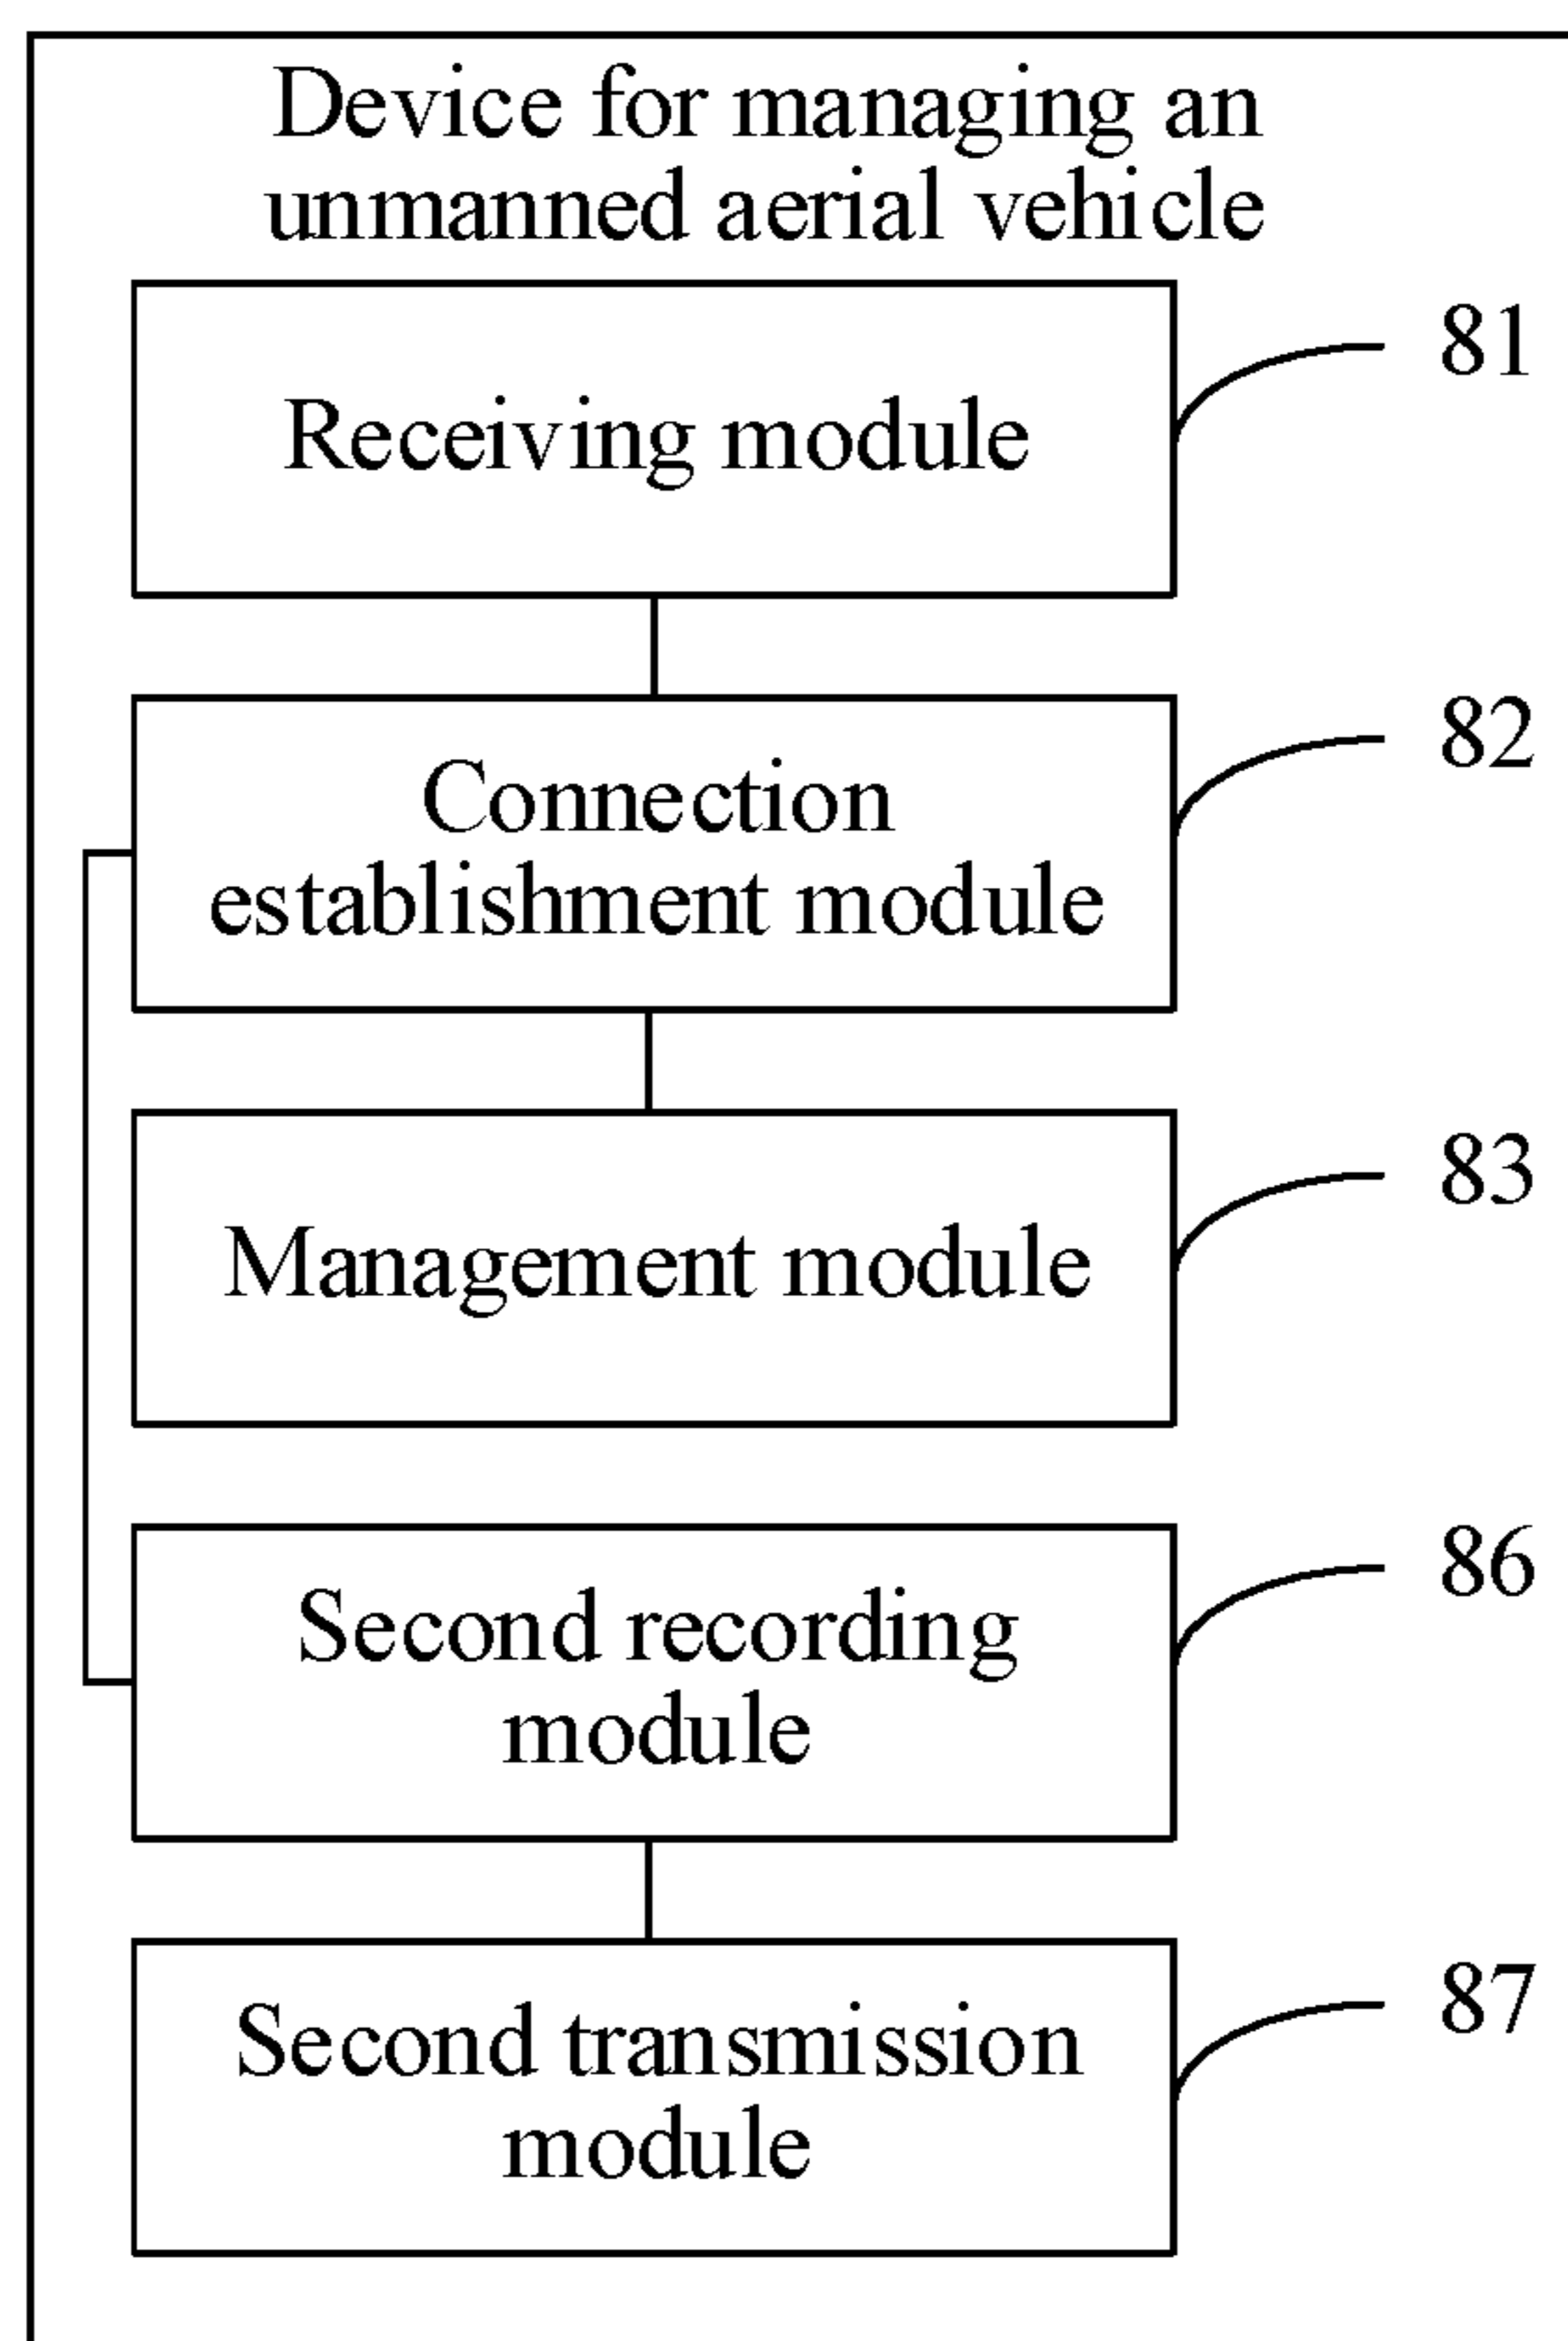 Device for managing an
unmanned aerial vehicle
Receiving module
81
Connection
establishment module
82
Management module
83
Second recording
module
86
Second transmission
module
87